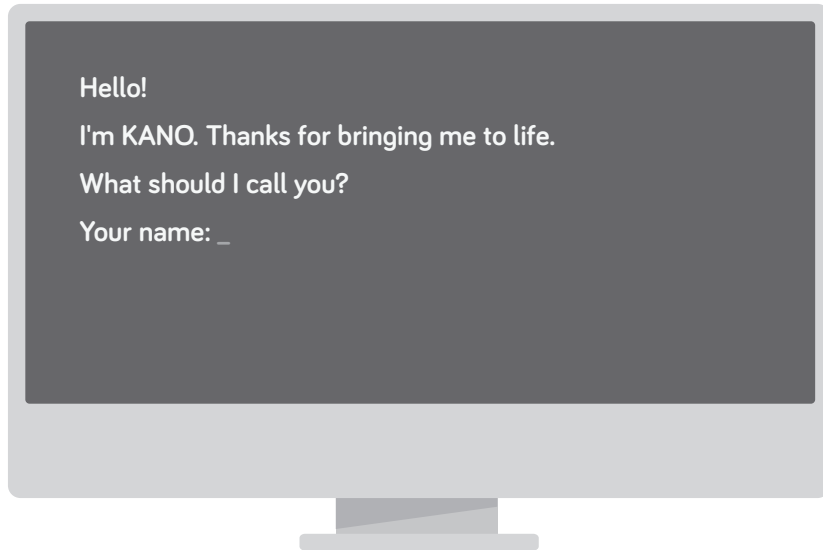 Hello!
I'm KANO. Thanks for bringing me to life.
What should I call you?
Your name: _